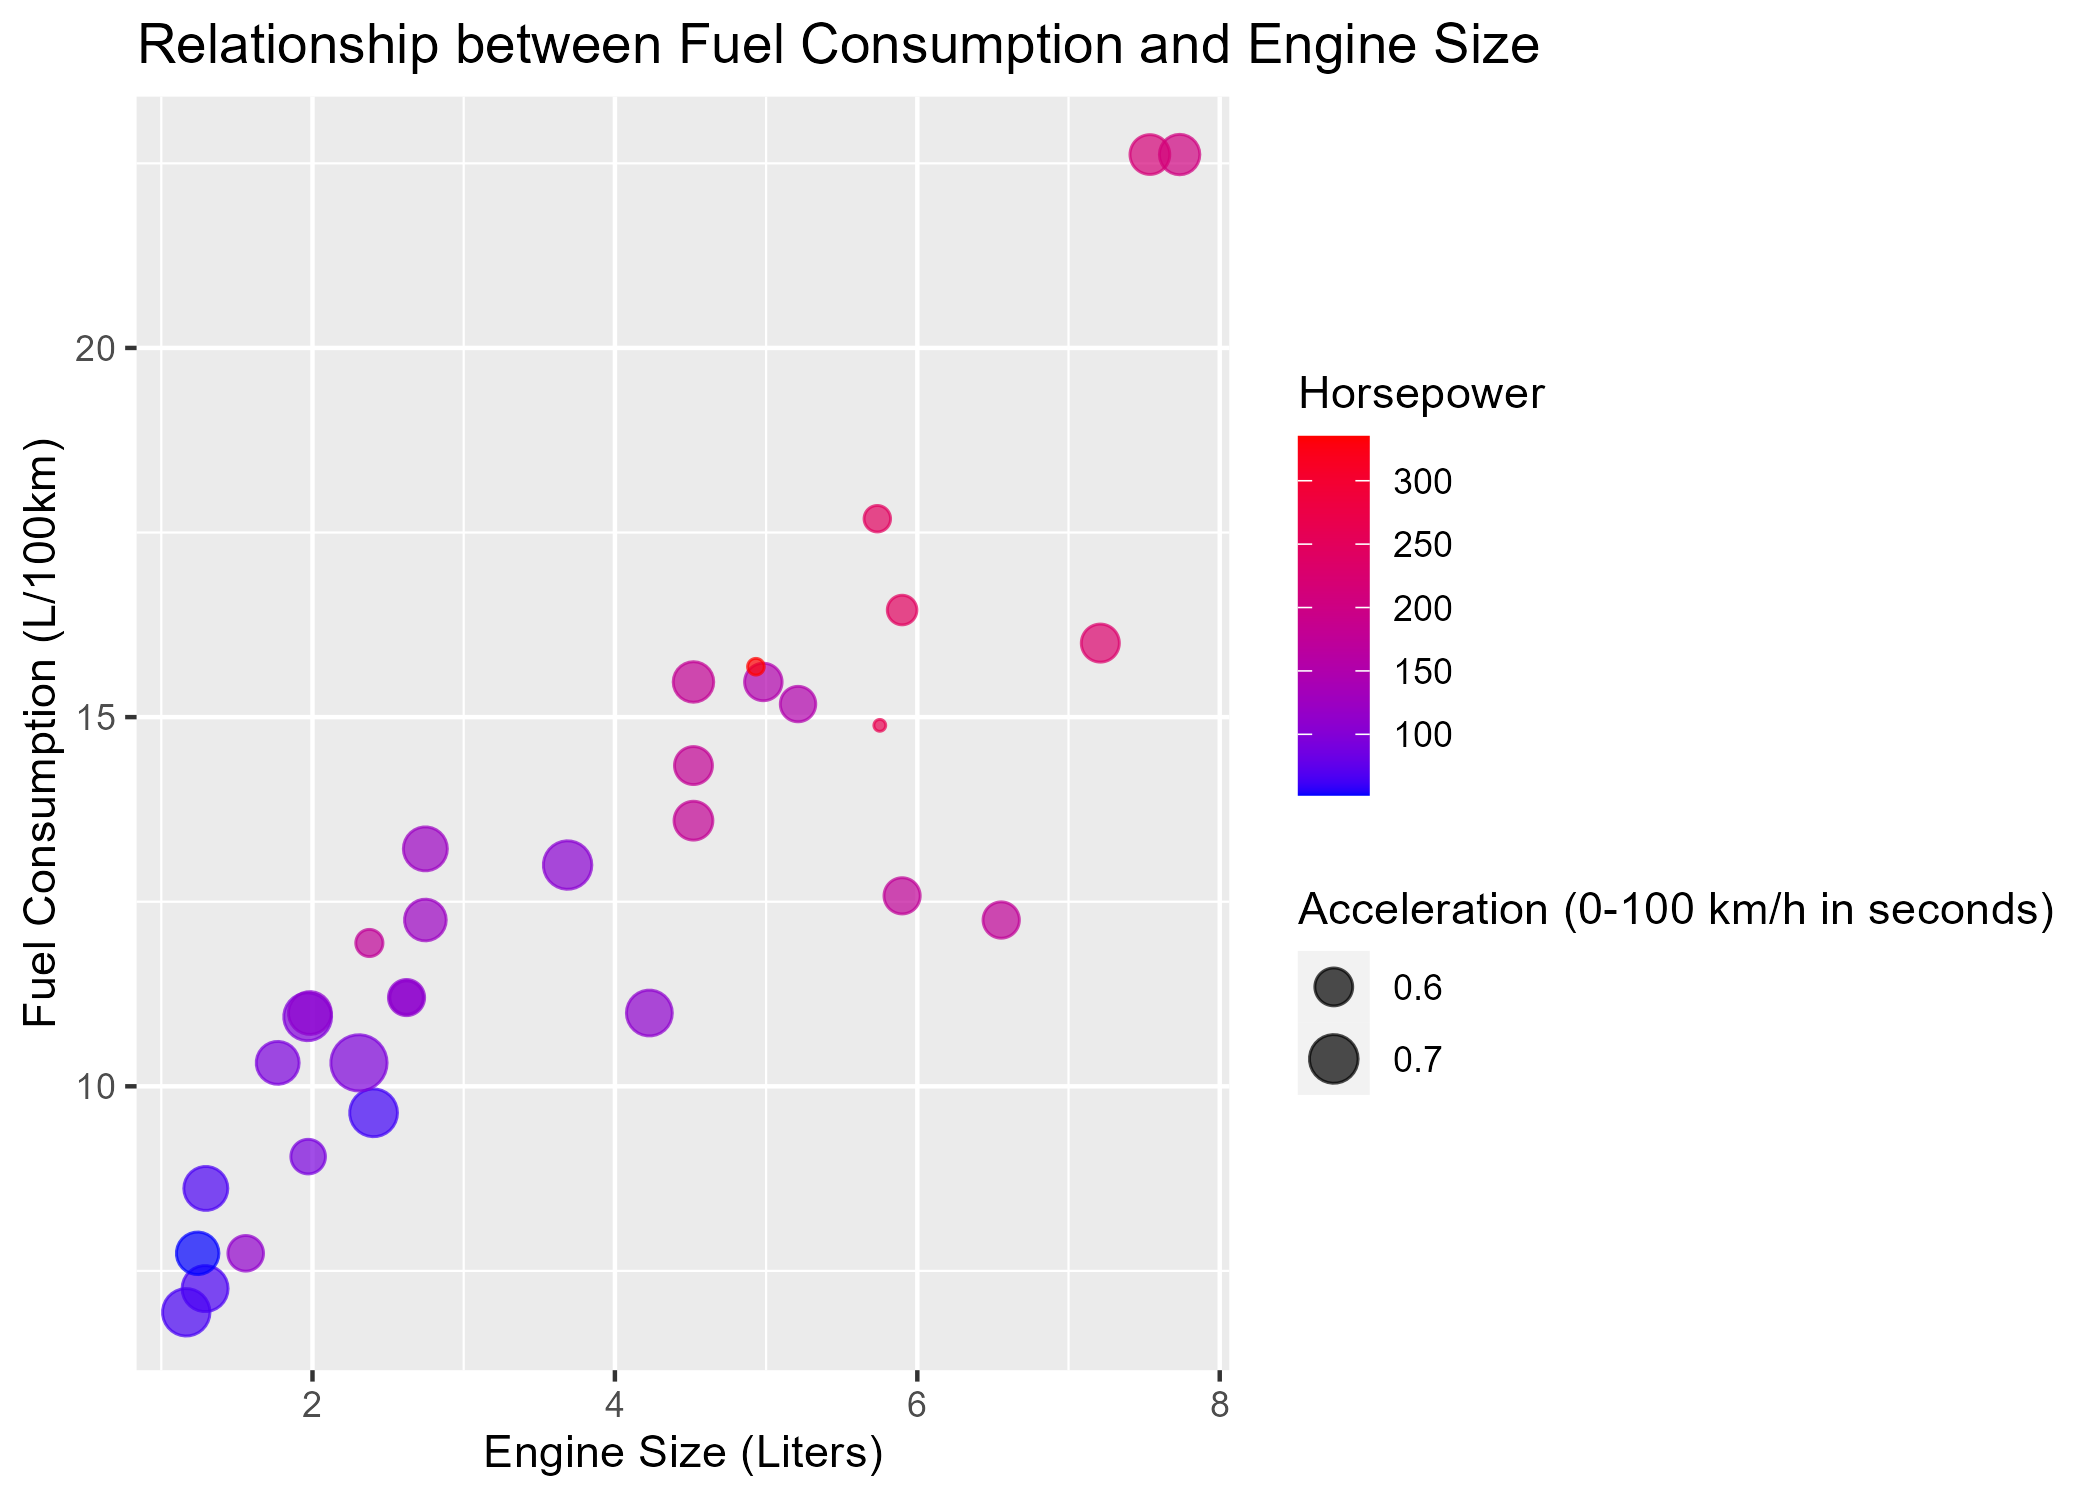 Relationship between Fuel Consumption and Engine Size
Fuel Consumption (L/100km)
20
15
10
2 4 6 8
Engine Size (Liters)
Horsepower
300
250
200
150
100
Acceleration (0-100 km/h in seconds)
0.6
0.7